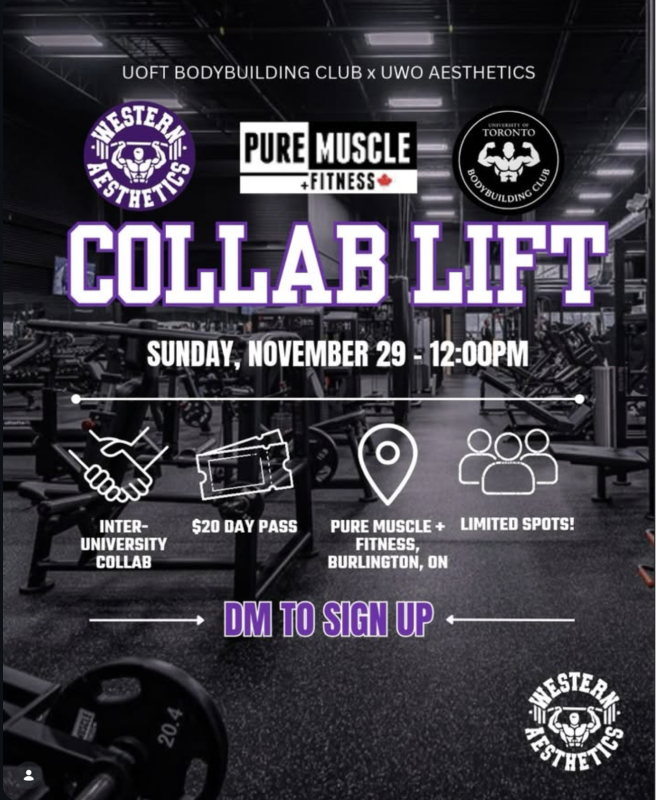 UOFT BODYBUILDING CLUB x UWO AESTHETICS
WESTERN
AESTHETICS
PURE MUSCLE
+FITNESS
UNIVERSITY OF
TORONTO
BODYBUILDING CLUB
COLLAB LIFT
SUNDAY, NOVEMBER 29 - 12:00PM
INTER-
UNIVERSITY
COLLAB
$20 DAY PASS
PURE MUSCLE +
FITNESS,
BURLINGTON, ON
LIMITED SPOTS!
DM TO SIGN UP
20.4
WESTERN
AESTHETICS